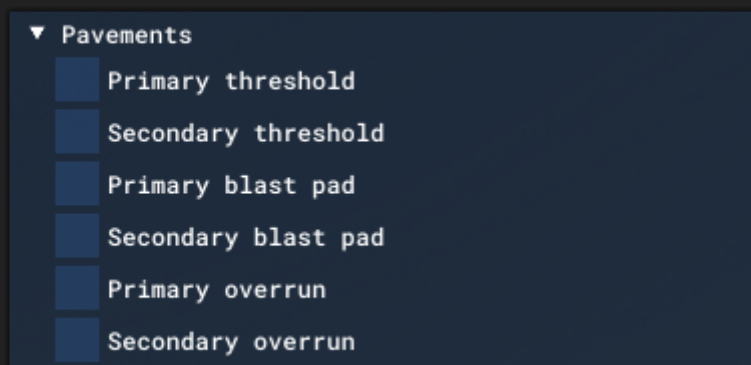 Pavements
Primary threshold
Secondary threshold
Primary blast pad
Secondary blast pad
Primary overrun
Secondary overrun